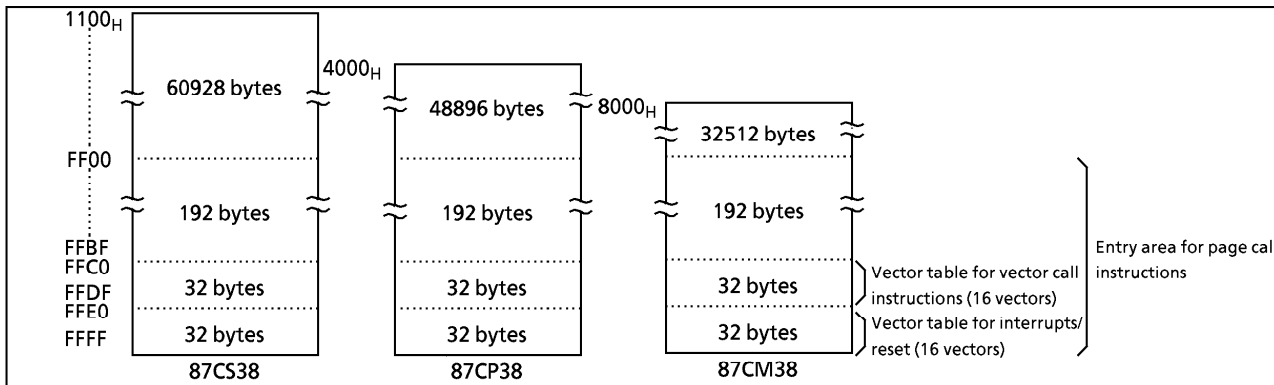 1100H
60928 bytes
4000H
48896 bytes
8000H
32512 bytes
FF00
192 bytes
192 bytes
192 bytes
FFBF
FFC0
FFDF
FFE0
FFFF
32 bytes
32 bytes
32 bytes
32 bytes
32 bytes
32 bytes
Vector table for vector call
instructions (16 vectors)
Vector table for interrupts/
reset (16 vectors)
Entry area for page cal
instructions
87CS38
87CP38
87CM38